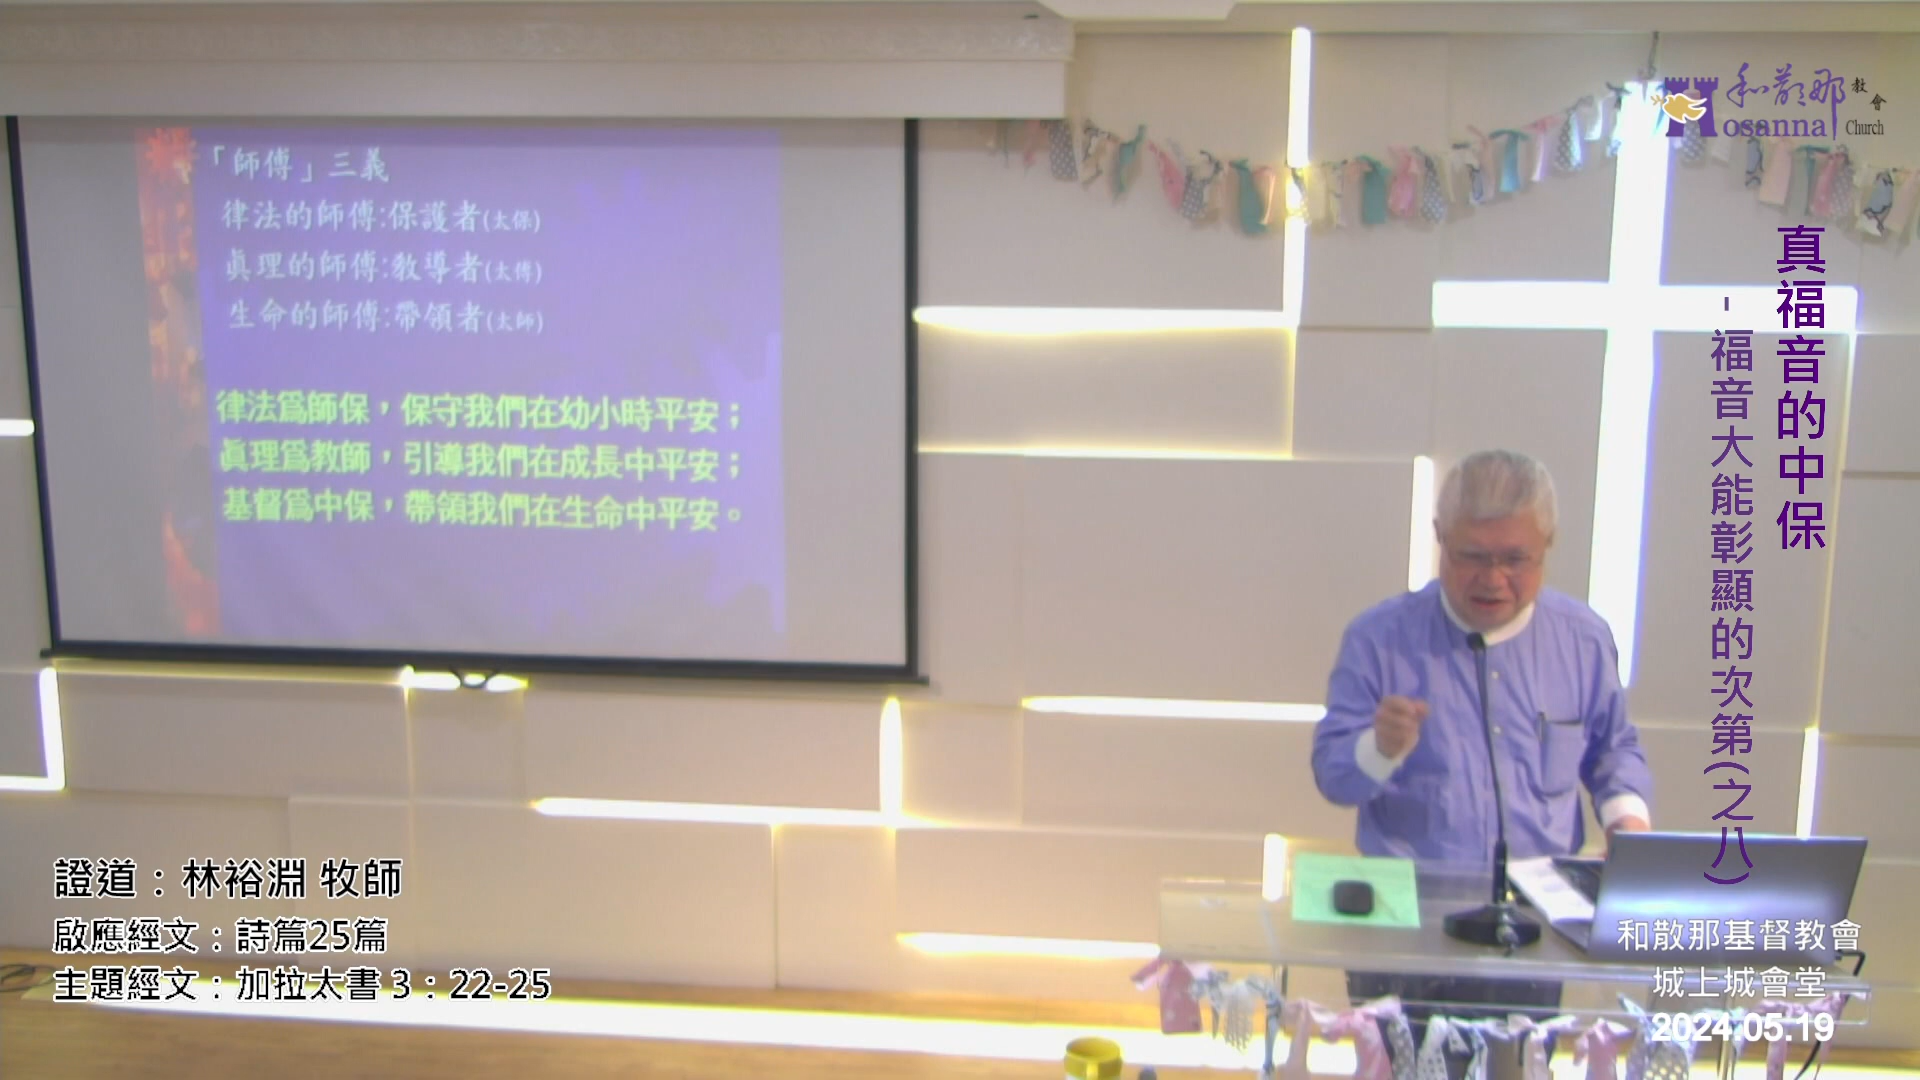 「師傅」三義
律法的師傅:保護者(太保)
真理的師傅:教導者(太傅)
生命的師傅:帶領者(太師)
律法為師保，保守我們在幼小時平安；
真理為教師，引導我們在成長中平安；
基督為中保，帶領我們在生命中平安。
和散那教會
Hosanna Church
真福音的中保
-福音大能彰顯的次第(之八)
證道：林裕淵 牧師
啟應經文：詩篇25篇
主題經文：加拉太書 3：22-25
和散那基督教會
城上城會堂
2024.05.19